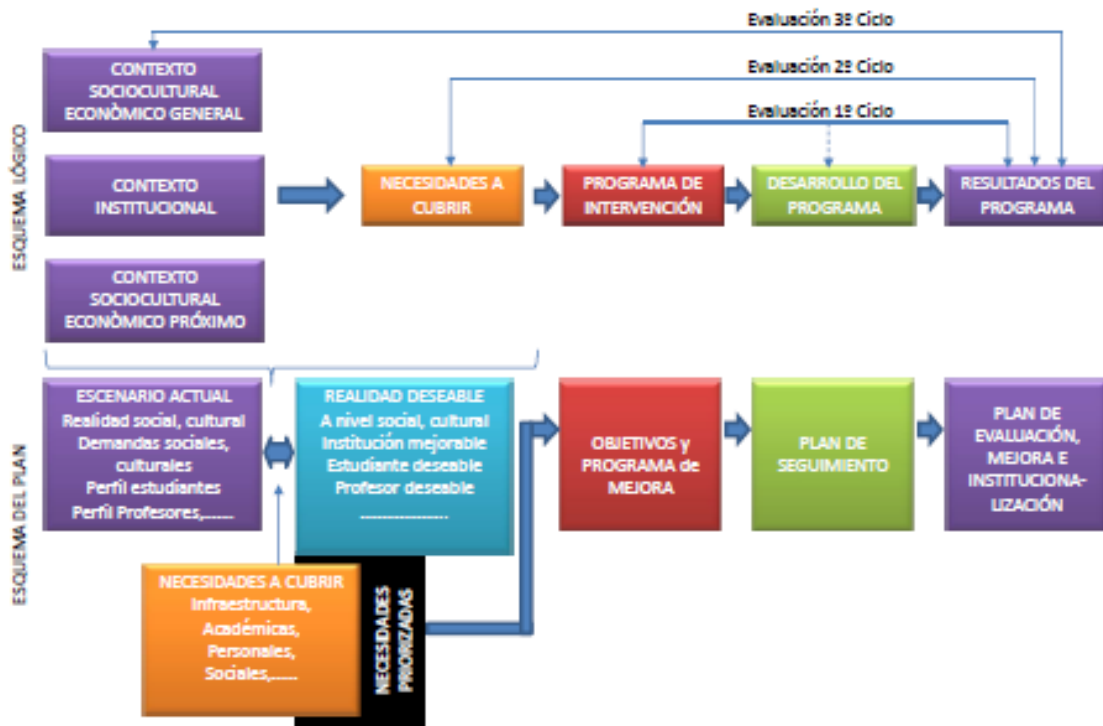 Evaluación 3º Ciclo
Evaluación 2º Ciclo
Evaluación 1º Ciclo
ESQUEMA LÓGICO
CONTEXTO
SOCIOCULTURAL
ECONÒMICO GENERAL
CONTEXTO
INSTITUCIONAL
CONTEXTO
SOCIOCULTURAL
ECONÒMICO PRÓXIMO
NECESIDADES A
CUBRIR
PROGRAMA DE
INTERVENCIÓN
DESARROLLO DEL
PROGRAMA
RESULTADOS DEL
PROGRAMA
ESQUEMA DEL PLAN
ESCENARIO ACTUAL
Realidad social, cultural
Demandas sociales,
culturales
Perfil estudiantes
Perfil Profesores,......
REALIDAD DESEABLE
A nivel social, cultural
Institución mejorable
Estudiante deseable
Profesor deseable
..................
NECESIDADES A CUBRIR
Infraestructura,
Académicas,
Personales,
Sociales,......
NECESIDADES
PRIORIZADAS
OBJETIVOS y
PROGRAMA de
MEJORA
PLAN DE
SEGUIMIENTO
PLAN DE
EVALUACIÓN,
MEJORA E
INSTITUCIONA-
LIZACIÓN